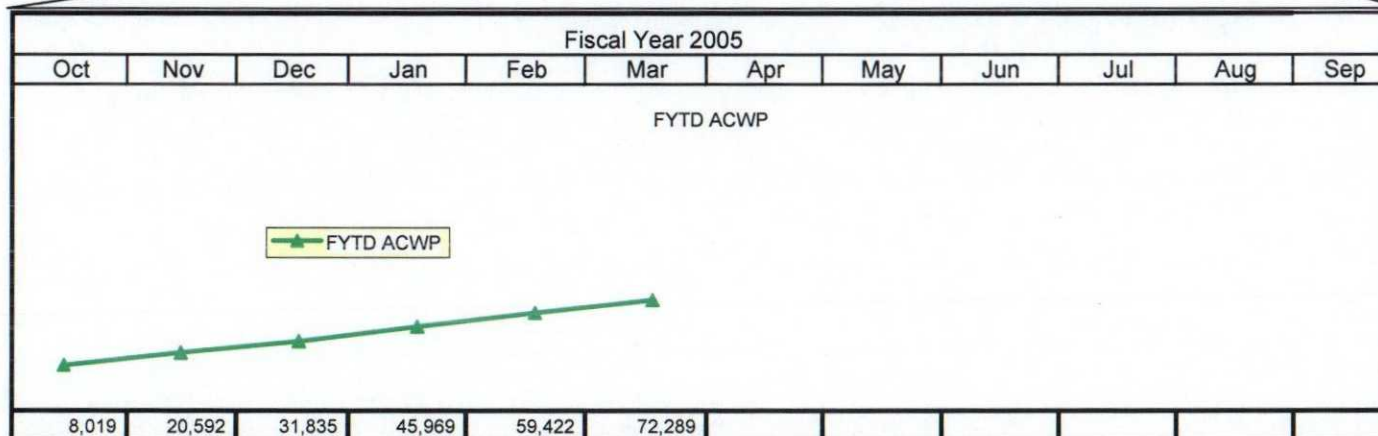 Fiscal Year 2005
Oct Nov Dec Jan Feb Mar Apr May Jun Jul Aug Sep
FYTD ACWP
FYTD ACWP
8,019 20,592 31,835 45,969 59,422 72,289